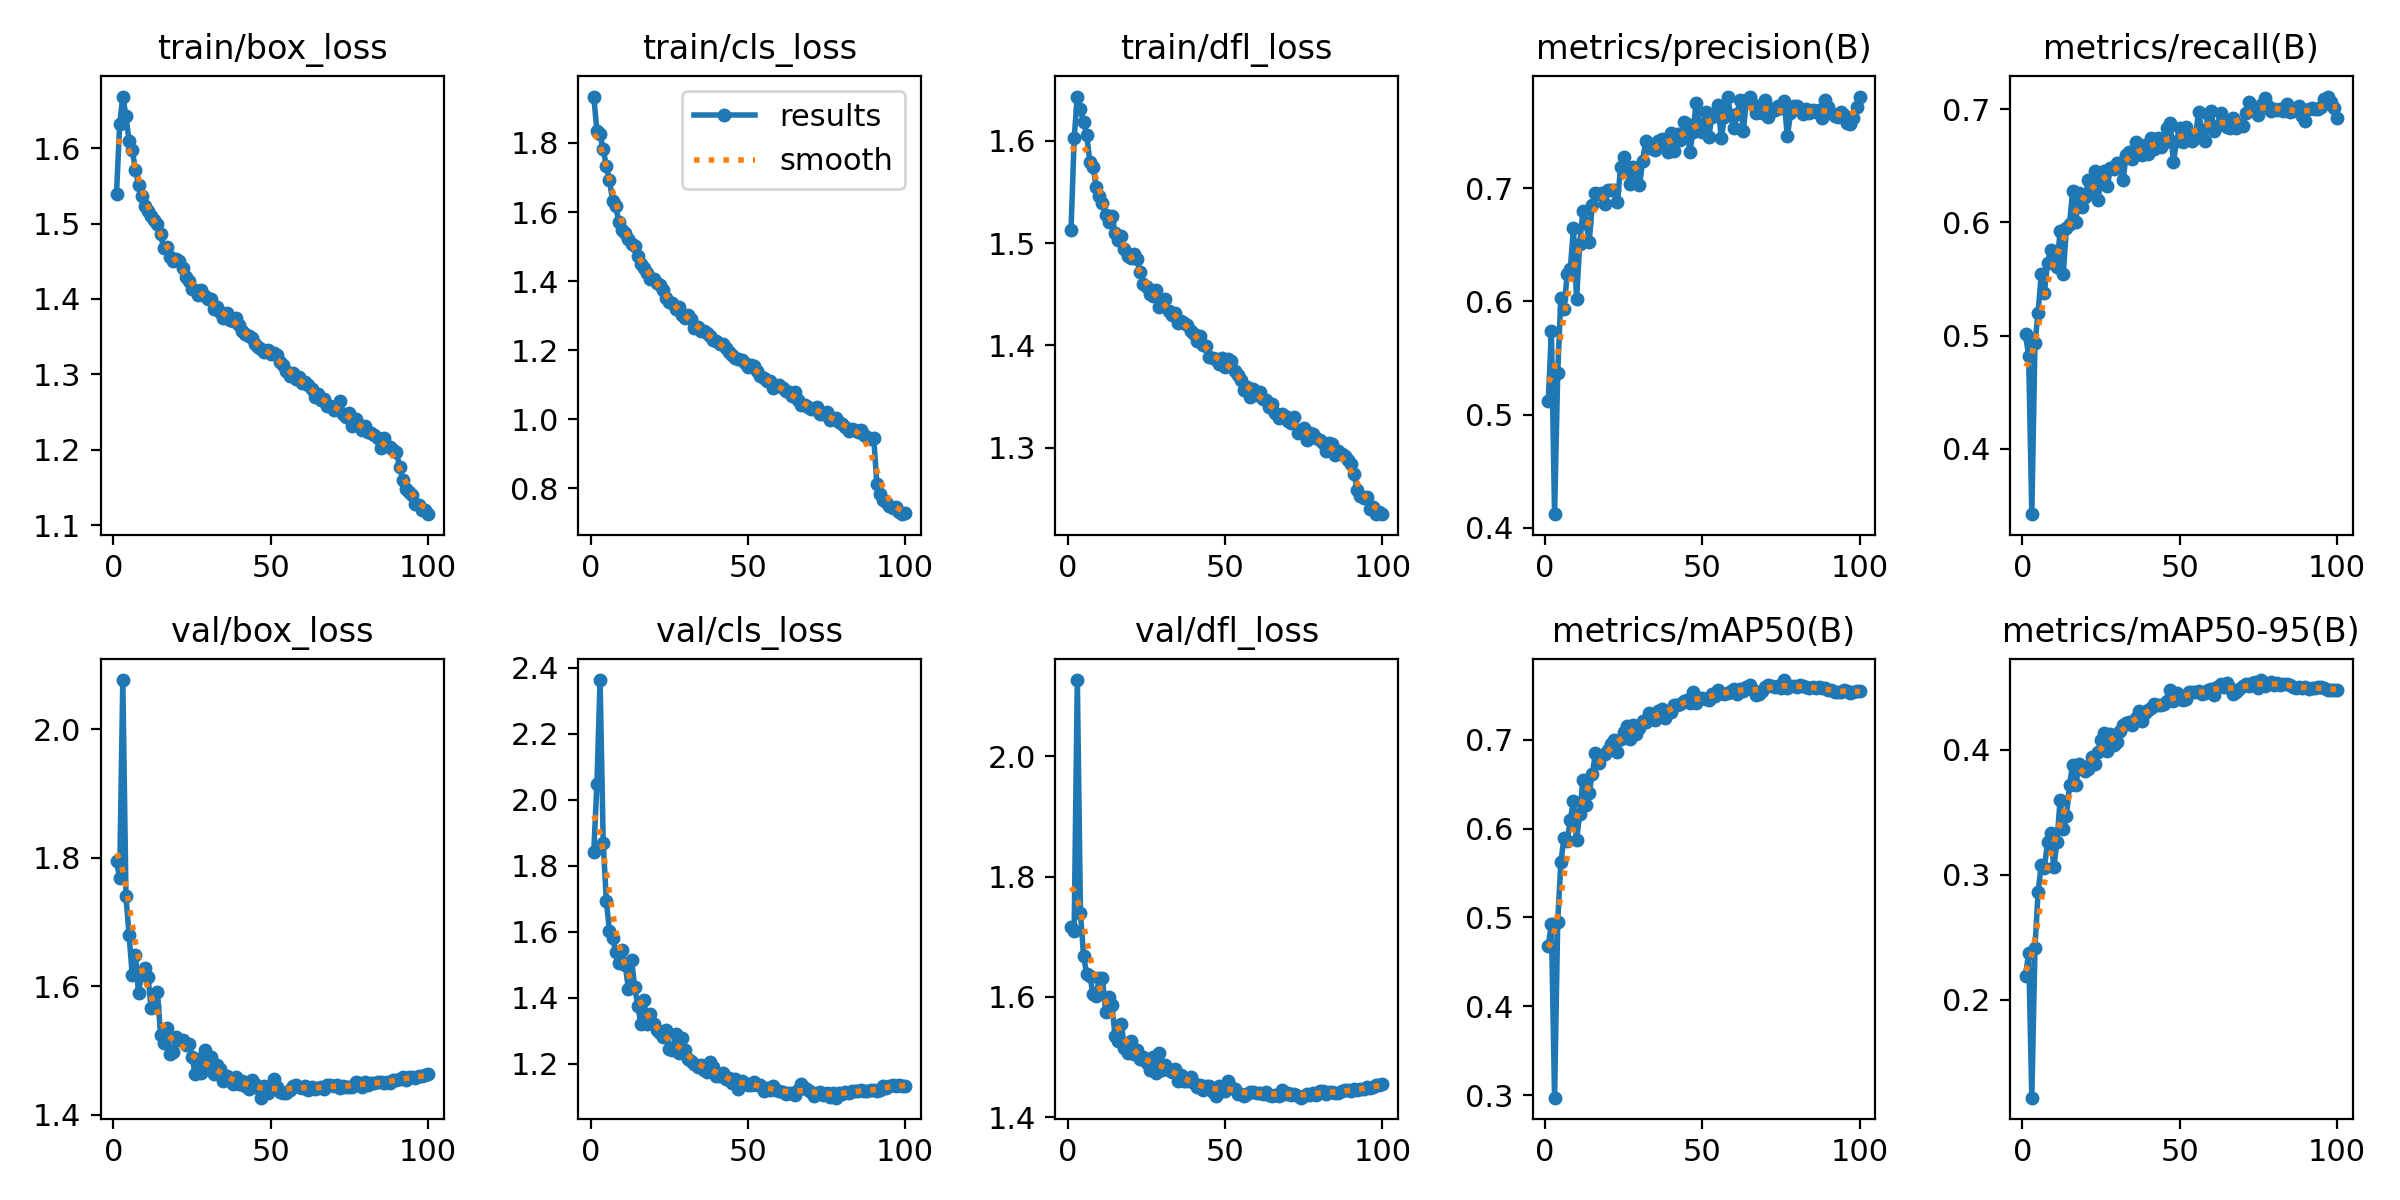 train/box_loss
1.6
1.5
1.4
1.3
1.2
1.1
0 50 100
train/cls_loss
results
smooth
1.8
1.6
1.4
1.2
1.0
0.8
0 50 100
train/dfl_loss
1.6
1.5
1.4
1.3
0 50 100
metrics/precision(B)
0.7
0.6
0.5
0.4
0 50 100
metrics/recall(B)
0.7
0.6
0.5
0.4
0 50 100
val/box_loss
2.0
1.8
1.6
1.4
0 50 100
val/cls_loss
2.4
2.2
2.0
1.8
1.6
1.4
1.2
0 50 100
val/dfl_loss
2.0
1.8
1.6
1.4
0 50 100
metrics/mAP50(B)
0.7
0.6
0.5
0.4
0.3
0 50 100
metrics/mAP50-95(B)
0.4
0.3
0.2
0 50 100